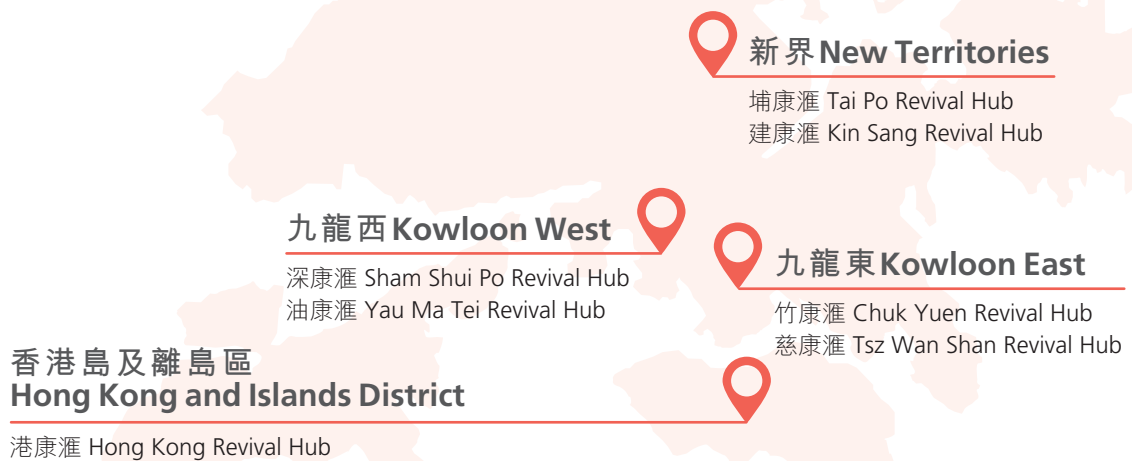 新界New Territories
埔康滙 Tai Po Revival Hub
建康滙 Kin Sang Revival Hub
九龍西Kowloon West
深康滙 Sham Shui Po Revival Hub
油康滙 Yau Ma Tei Revival Hub
九龍東Kowloon East
竹康滙 Chuk Yuen Revival Hub
慈康滙 Tsz Wan Shan Revival Hub
香港島及離島區
Hong Kong and Islands District
港康滙 Hong Kong Revival Hub